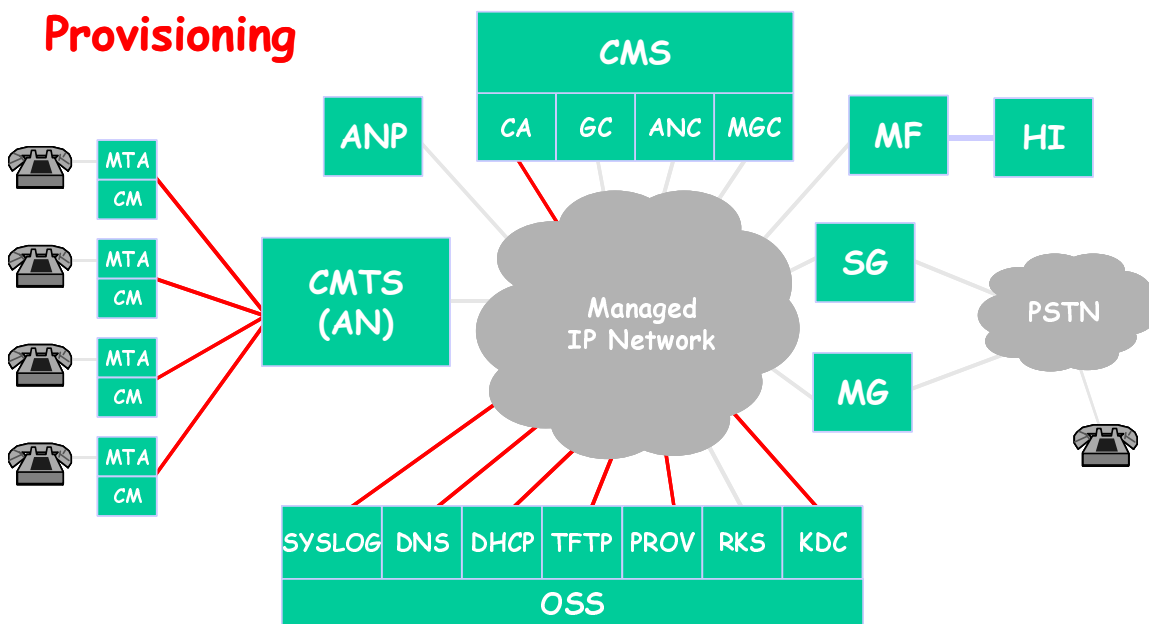 Provisioning
CMS
CA GC ANC MGC
ANP
MF
HI
MTA
CM
MTA
CM
MTA
CM
MTA
CM
CMTS
(AN)
Managed
IP Network
SG
MG
PSTN
SYSLOG DNS DHCP TFTP PROV RKS KDC
OSS